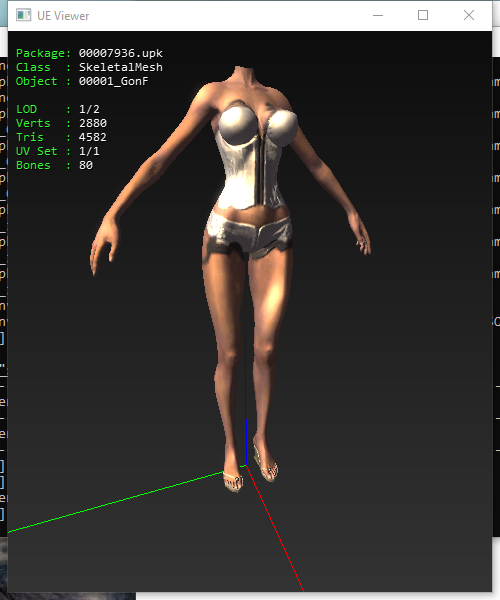 UE Viewer
Package: 00007936.upk
Class : SkeletalMesh
Object : 00001_GonF
LOD : 1/2
Verts : 2880
Tris : 4582
UV Set : 1/1
Bones : 80